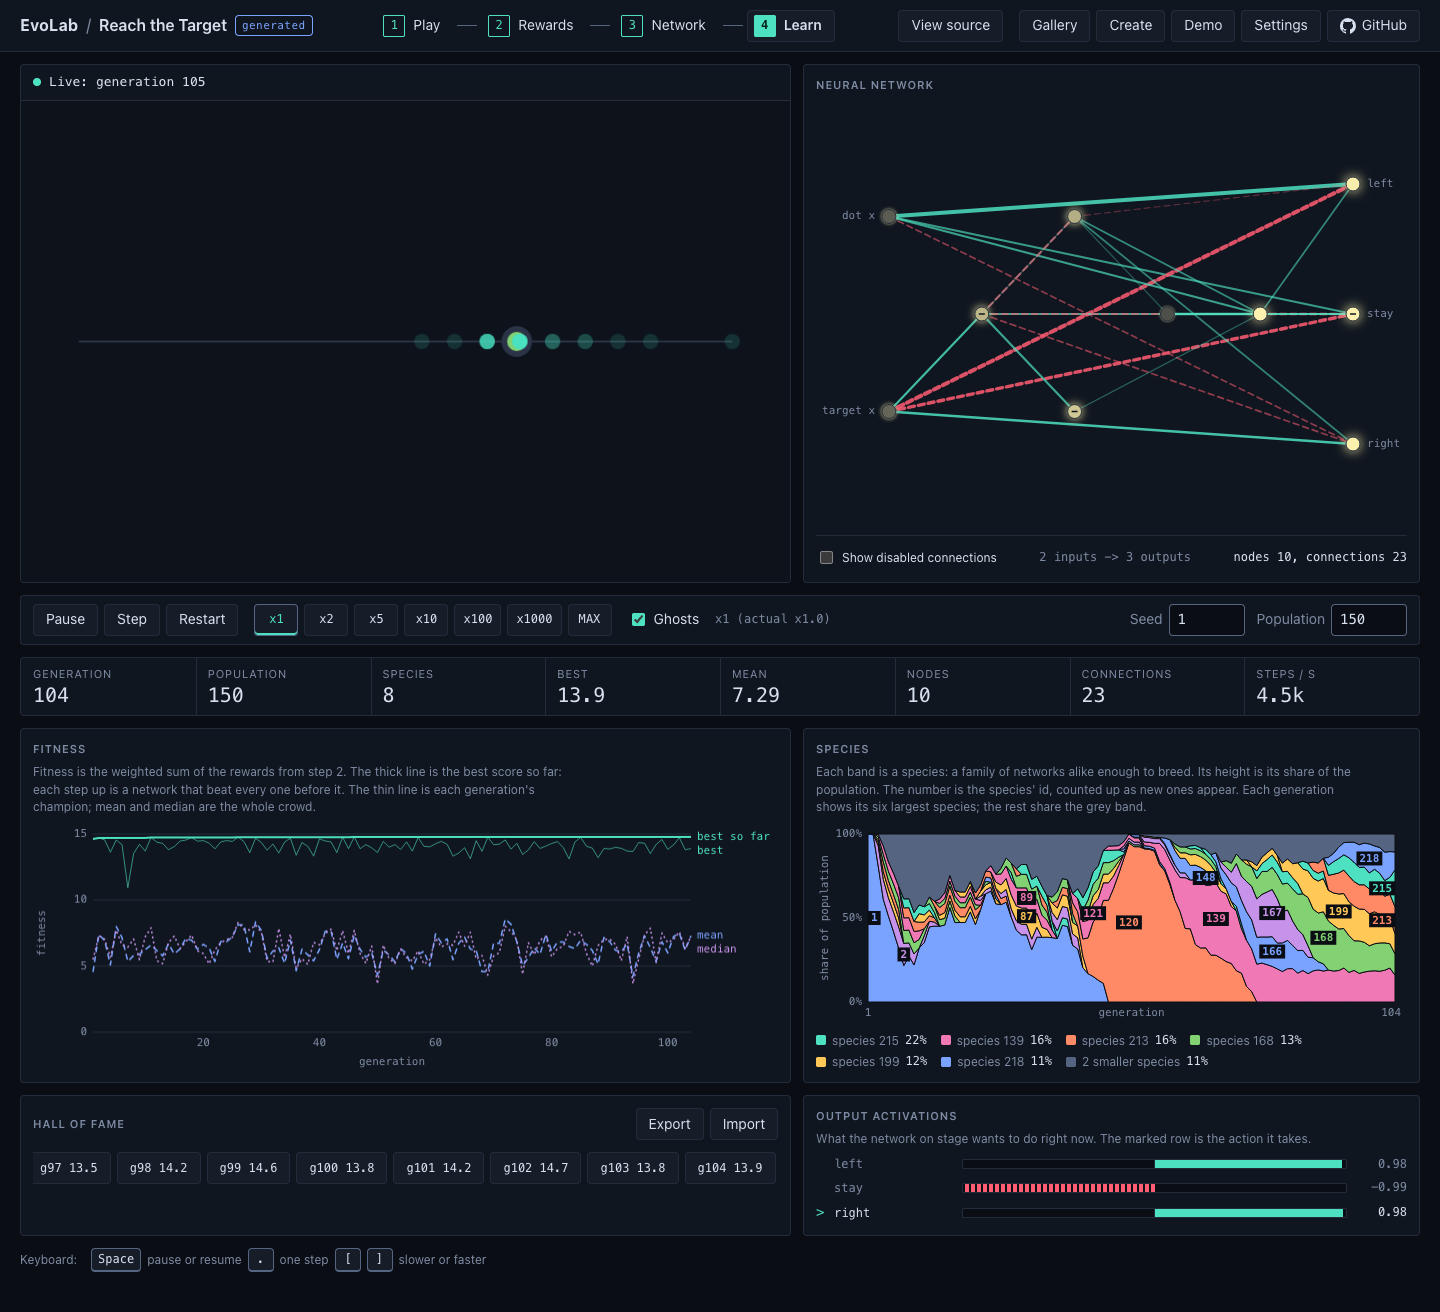 EvoLab / Reach the Target generated
1 Play 2 Rewards 3 Network 4 Learn
View source Gallery Create Demo Settings GitHub
Live: generation 105
NEURAL NETWORK
left
dot x
stay
target x
right
Show disabled connections 2 inputs -> 3 outputs nodes 10, connections 23
Pause Step Restart x1 x2 x5 x10 x100 x1000 MAX Ghosts x1 (actual x1.0) Seed 1 Population 150
GENERATION POPULATION SPECIES BEST MEAN NODES CONNECTIONS STEPS / S
104 150 8 13.9 7.29 10 23 4.5k
FITNESS
Fitness is the weighted sum of the rewards from step 2. The thick line is the best score so far:
each step up is a network that beat every one before it. The thin line is each generation's
champion; mean and median are the whole crowd.
15
best so far
best
10
fitness
mean
median
5
0
20 40 60 80 100
generation
SPECIES
Each band is a species: a family of networks alike enough to breed. Its height is its share of the
population. The number is the species' id, counted up as new ones appear. Each generation
shows its six largest species; the rest share the grey band.
100%
50%
0%
share of population
1 2 89 87 121 120 148 139 167 166 168 199 218 215 213
1 generation 104
species 215 22% species 139 16% species 213 16% species 168 13%
species 199 12% species 218 11% 2 smaller species 11%
HALL OF FAME Export Import
g97 13.5 g98 14.2 g99 14.6 g100 13.8 g101 14.2 g102 14.7 g103 13.8 g104 13.9
OUTPUT ACTIVATIONS
What the network on stage wants to do right now. The marked row is the action it takes.
left 0.98
stay −0.99
> right 0.98
Keyboard: Space pause or resume . one step [ ] slower or faster